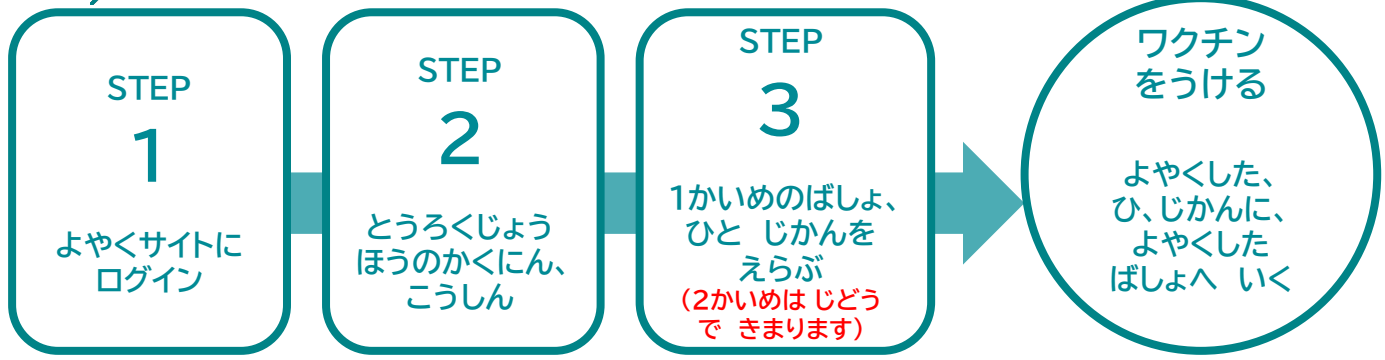 STEP
1
よやくサイトに
ログイン
STEP
2
とうろくじょう
ほうのかくにん、
こうしん
STEP
3
1かいめのばしょ、
ひと じかんを
えらぶ
(2かいめは じどう
で きまります)
ワクチン
をうける
よやくした、
ひ、じかんに、
よやくした
ばしょへ いく